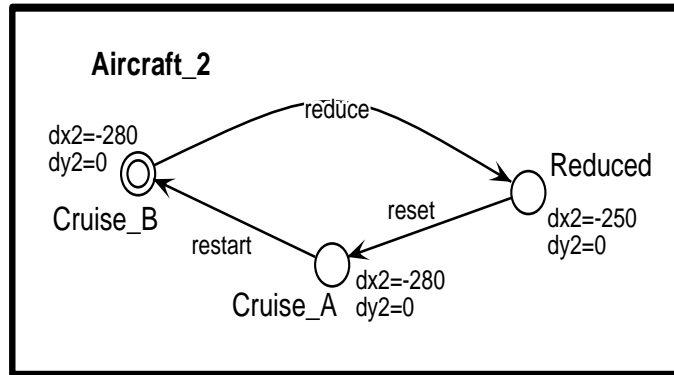 Aircraft_2
reduce
dx2=-280
dy2=0
Cruise_B
Reduced
dx2=-250
dy2=0
reset
restart
Cruise_A
dx2=-280
dy2=0